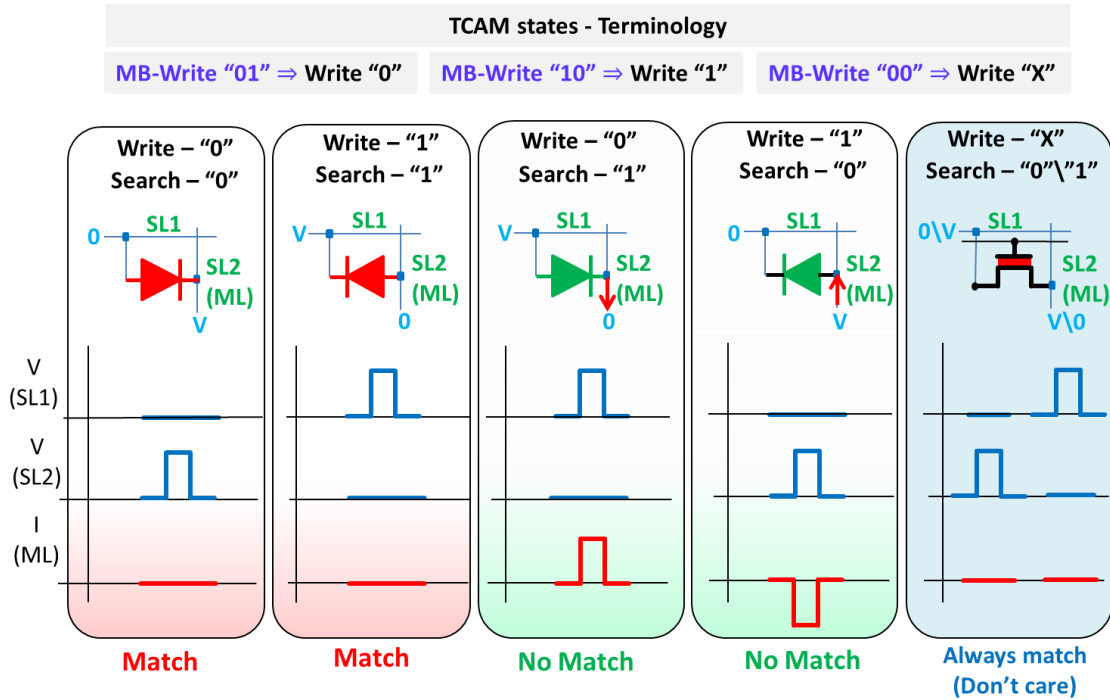 TCAM states - Terminology
MB-Write “01” ⇒ Write “0”
MB-Write “10” ⇒ Write “1”
MB-Write “00” ⇒ Write “X”
Write – “0”
Search – “0”
0
SL1
SL2
(ML)
V
Write – “1”
Search – “1”
V
SL1
SL2
(ML)
0
Write – “0”
Search – “1”
V
SL1
SL2
(ML)
0
Write – “1”
Search – “0”
0
SL1
SL2
(ML)
V
Write – “X”
Search – “0”\”1”
0\V
SL1
SL2
(ML)
V\0
V
(SL1)
V
(SL2)
I
(ML)
Match
Match
No Match
No Match
Always match
(Don’t care)